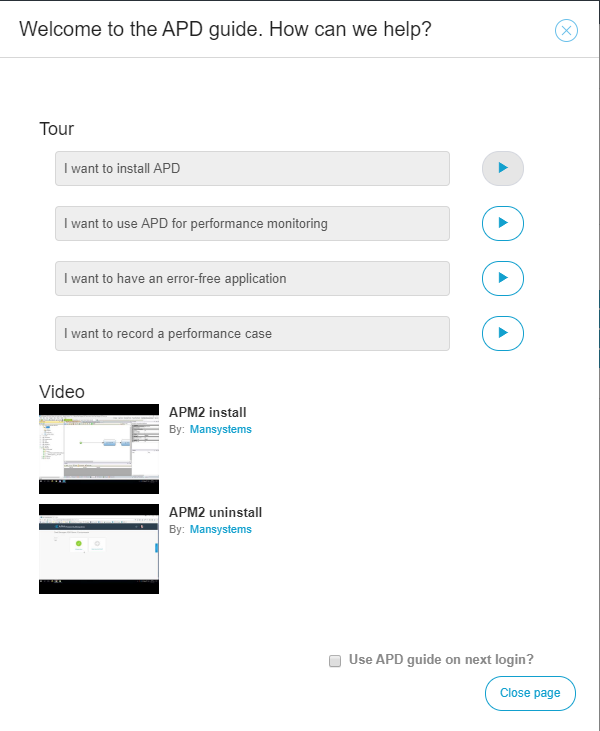 Welcome to the APD guide. How can we help?
Tour
I want to install APD
I want to use APD for performance monitoring
I want to have an error-free application
I want to record a performance case
Video
APM2 install
By: Mansystems
APM2 uninstall
By: Mansystems
Use APD guide on next login?
Close page